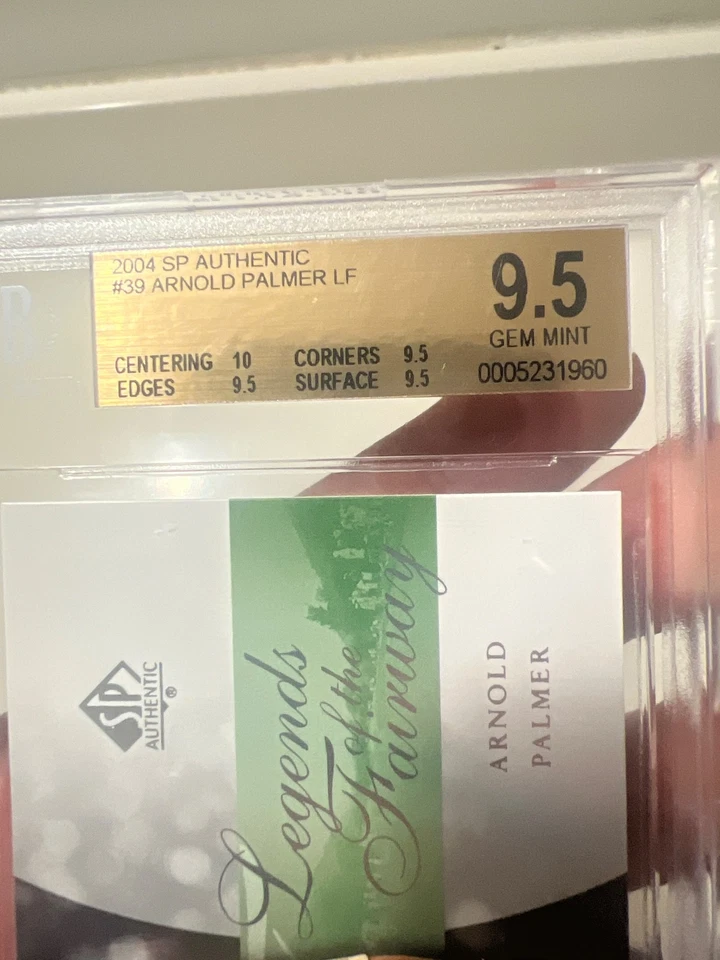 2004 SP AUTHENTIC
#39 ARNOLD PALMER LF
9.5
GEM MINT
CENTERING 10 CORNERS 9.5
EDGES 9.5 SURFACE 9.5
0005231960
SP
AUTHENTIC®
Legends
of the
Fairway
ARNOLD
PALMER